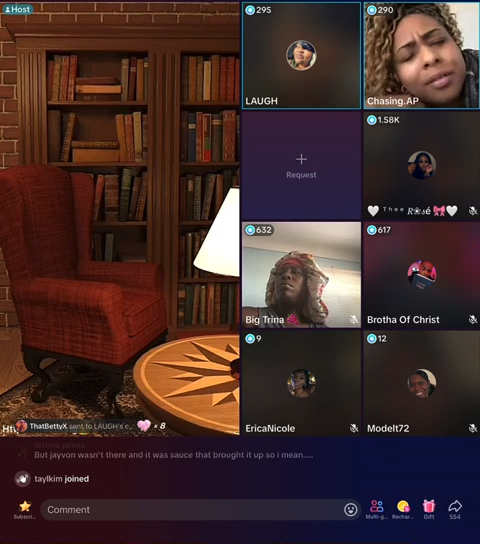 Host
295
LAUGH
290
Chasing.AP
+
Request
1.58K
🤍 ᵀʰᵉᵉ 𝑅❀𝓈é 🎀🤍
632
Big Trina
617
Brotha Of Christ
9
EricaNicole
12
Modelt72
ThatBettyX sent to LAUGH's c... × 8
But jayvon wasn't there and it was sauce that brought it up so i mean.....
taylkim joined
Comment
Subscri...
Multi-g...
Rechar...
Gift
554